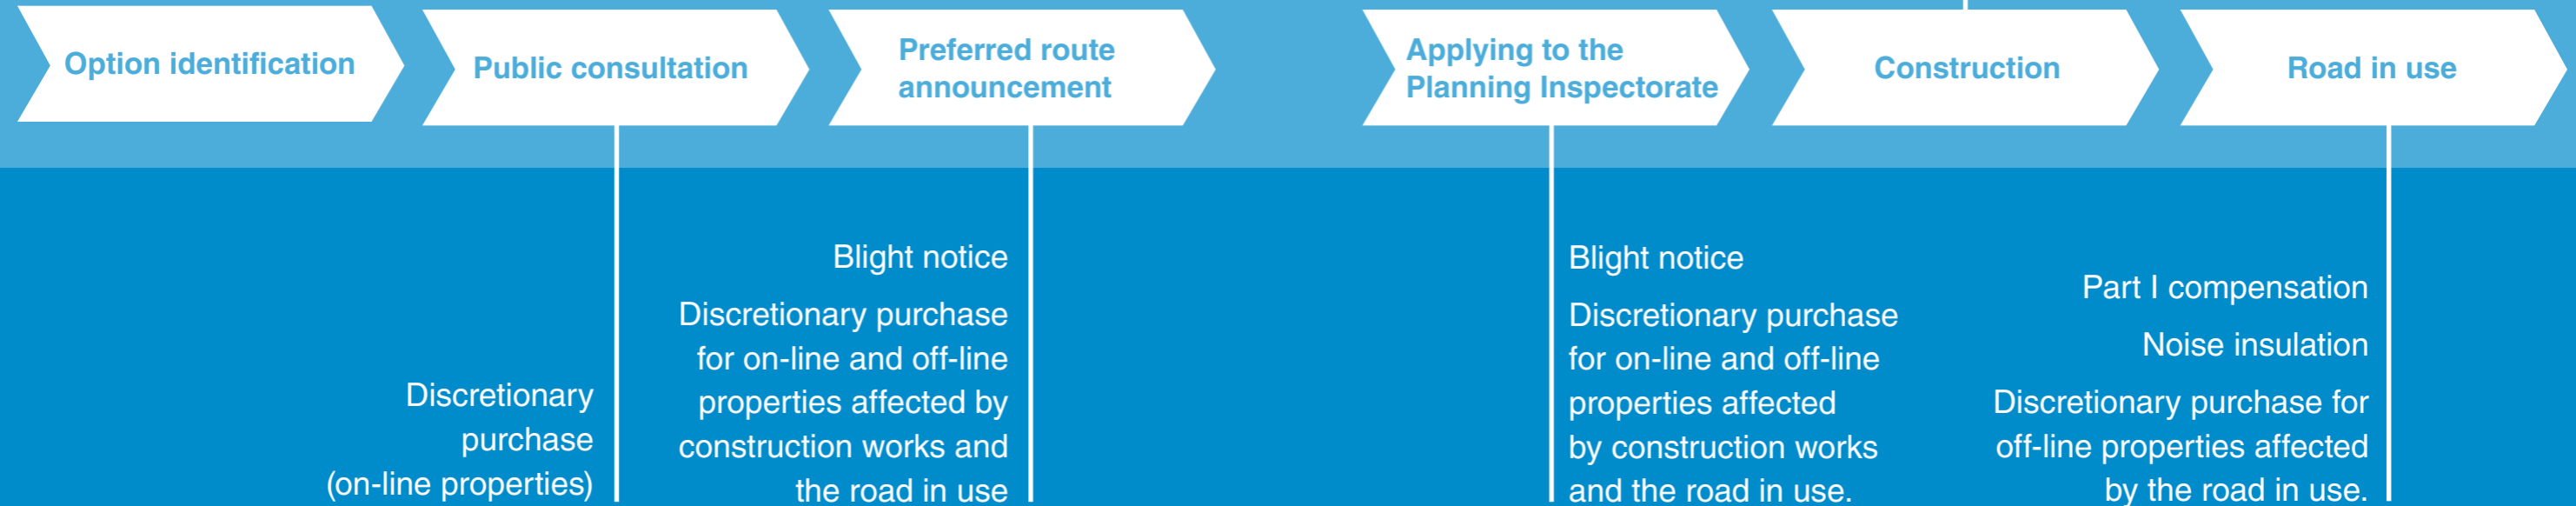 Option identification
Public consultation
Preferred route
announcement
Applying to the
Planning Inspectorate
Construction
Road in use
Discretionary
purchase
(on-line properties)
Blight notice
Discretionary purchase
for on-line and off-line
properties affected by
construction works and
the road in use
Blight notice
Discretionary purchase
for on-line and off-line
properties affected
by construction works
and the road in use.
Part I compensation
Noise insulation
Discretionary purchase for
off-line properties affected
by the road in use.